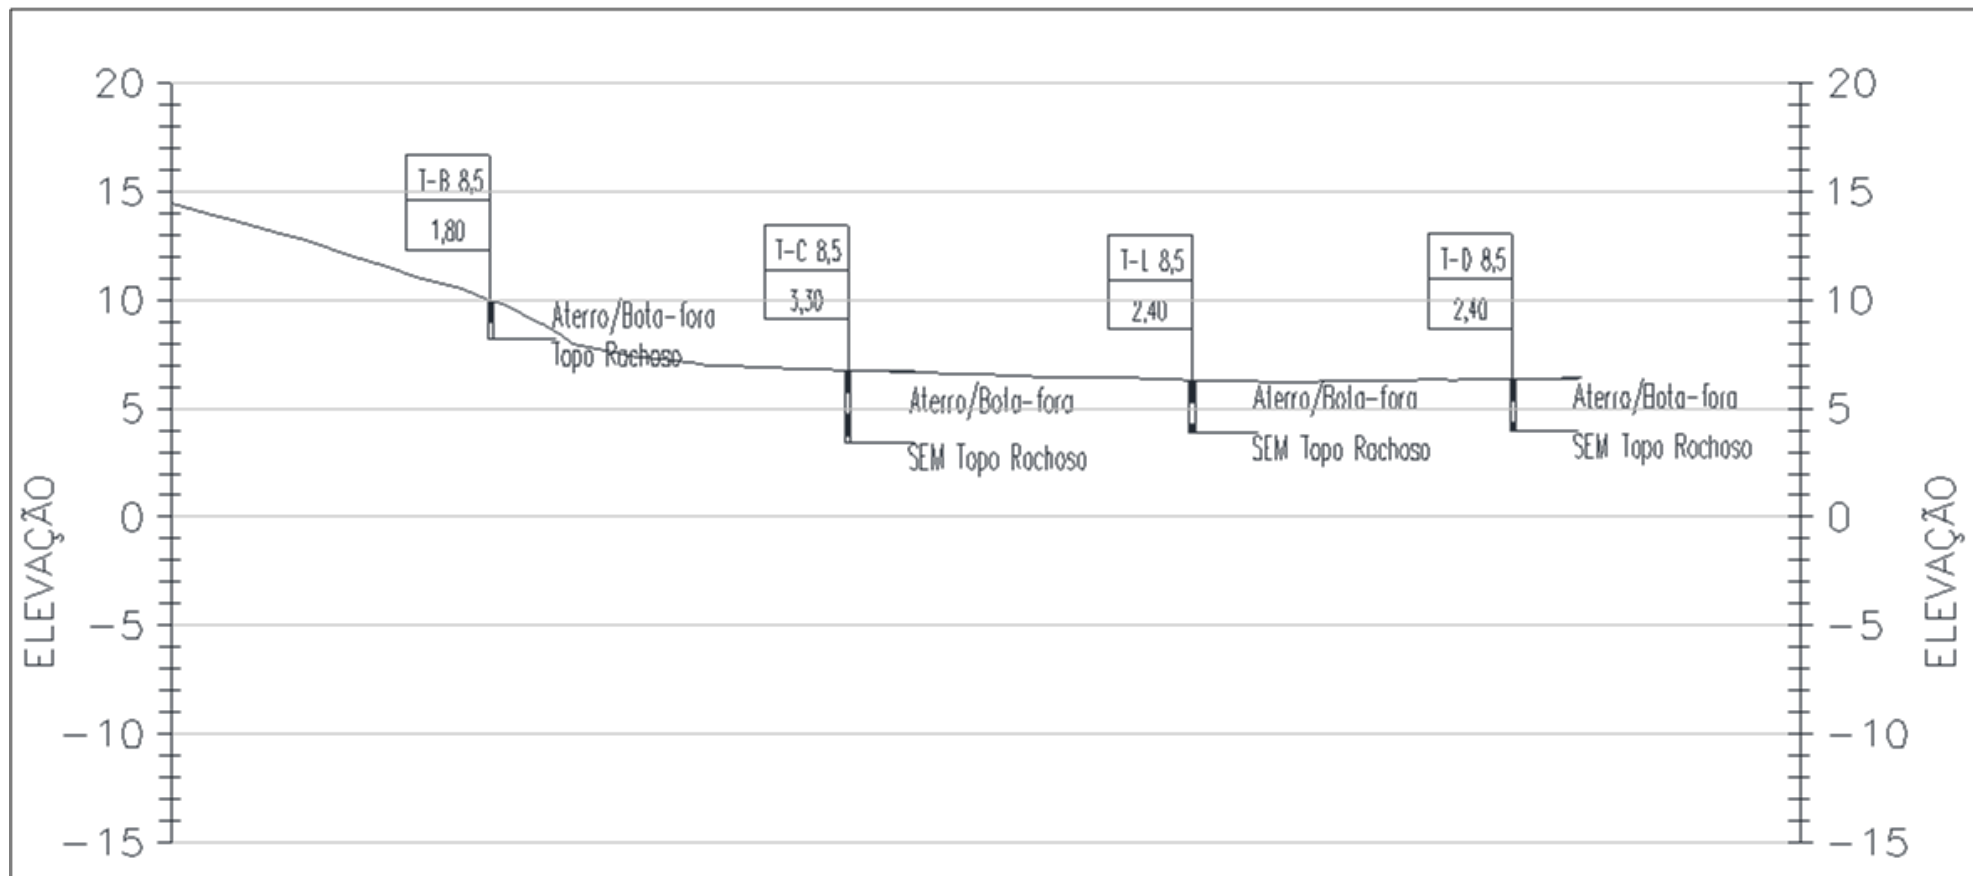 20
15
10
5
0
-5
-10
-15
ELEVAÇÃO
T-B 8,5
1,80
Aterro/Bota-fora
Topo Rochoso
T-C 8,5
3,30
Aterro/Bota-fora
SEM Topo Rochoso
T-L 8,5
2,40
Aterro/Bota-fora
SEM Topo Rochoso
T-D 8,5
2,40
Aterro/Bota-fora
SEM Topo Rochoso
20
15
10
5
0
-5
-10
-15
ELEVAÇÃO